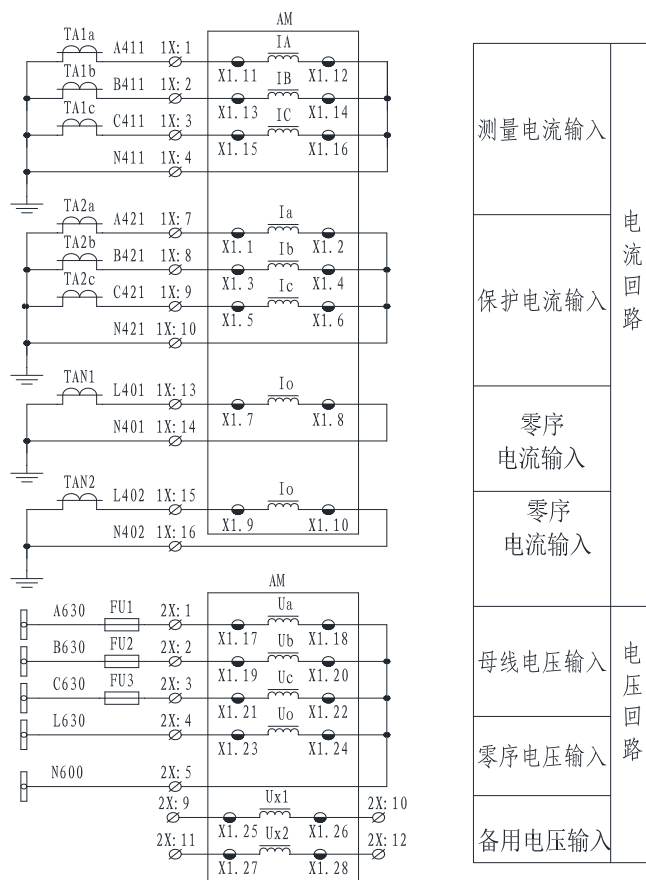 AM
TA1a A411 1X:1 IA
X1.11 X1.12
TA1b B411 1X:2 IB
X1.13 X1.14
TA1c C411 1X:3 IC
X1.15 X1.16
N411 1X:4
测量电流输入
TA2a A421 1X:7 Ia
X1.1 X1.2
TA2b B421 1X:8 Ib
X1.3 X1.4
TA2c C421 1X:9 Ic
X1.5 X1.6
N421 1X:10
保护电流输入
电流回路
TAN1 L401 1X:13 Io
X1.7 X1.8
N401 1X:14
零序
电流输入
TAN2 L402 1X:15 Io
X1.9 X1.10
N402 1X:16
零序
电流输入
AM
A630 FU1 2X:1 Ua
X1.17 X1.18
B630 FU2 2X:2 Ub
X1.19 X1.20
C630 FU3 2X:3 Uc
X1.21 X1.22
L630 2X:4 Uo
X1.23 X1.24
母线电压输入
电压回路
N600 2X:5
零序电压输入
2X:9 Ux1 2X:10
X1.25 X1.26
2X:11 Ux2 2X:12
X1.27 X1.28
备用电压输入